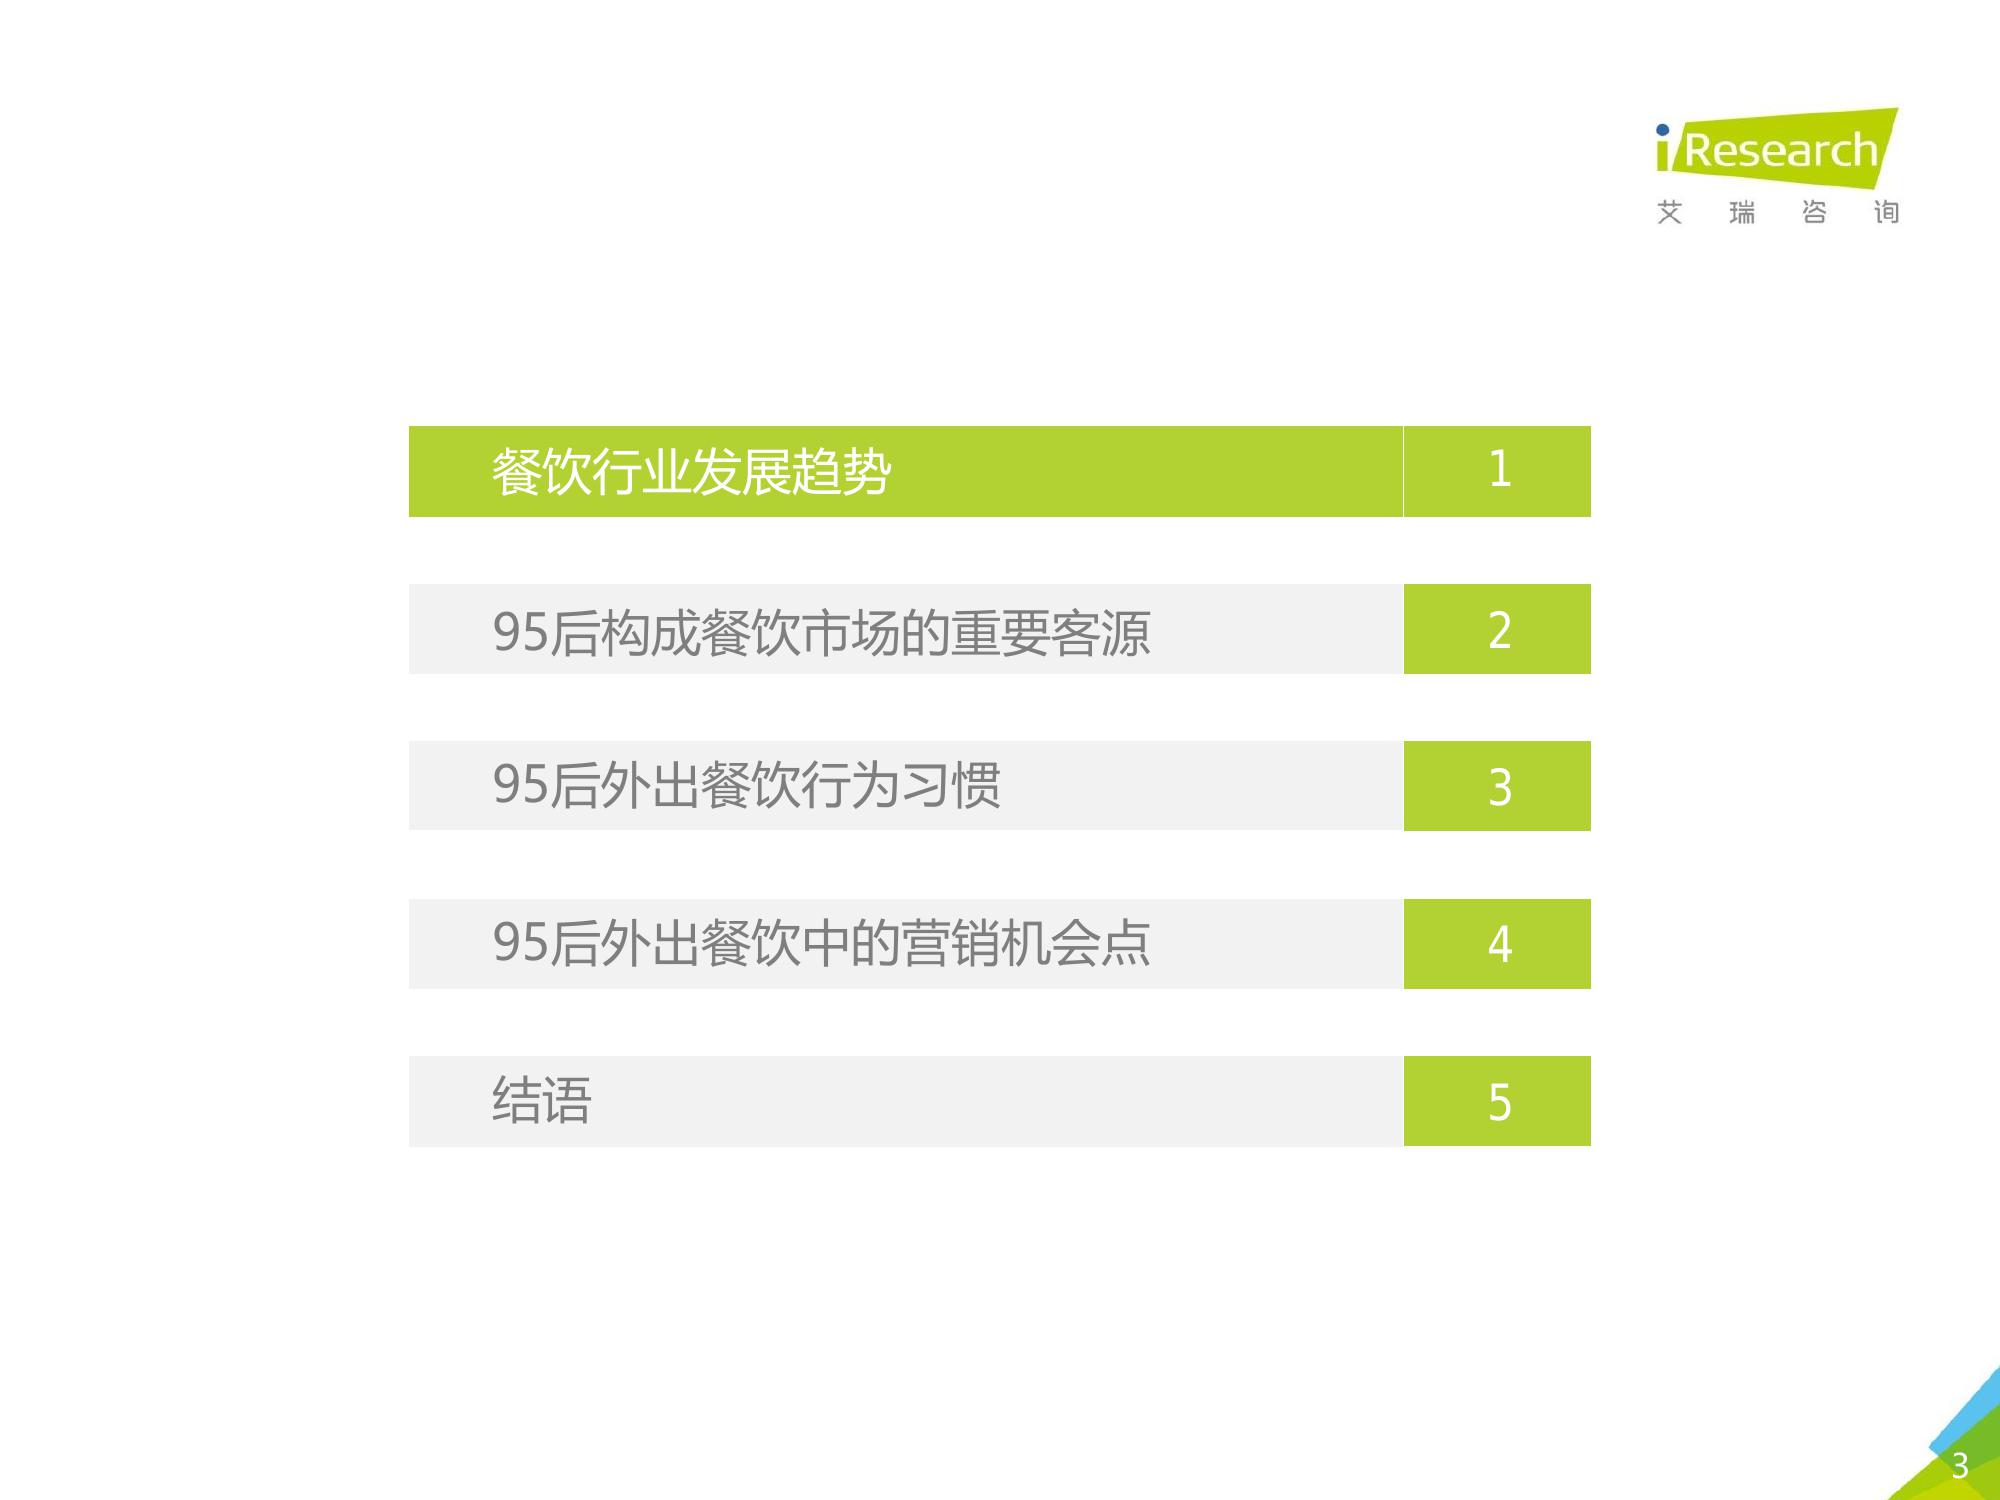 iResearch
艾瑞咨询
餐饮行业发展趋势 1
95后构成餐饮市场的重要客源 2
95后外出餐饮行为习惯 3
95后外出餐饮中的营销机会点 4
结语 5
3